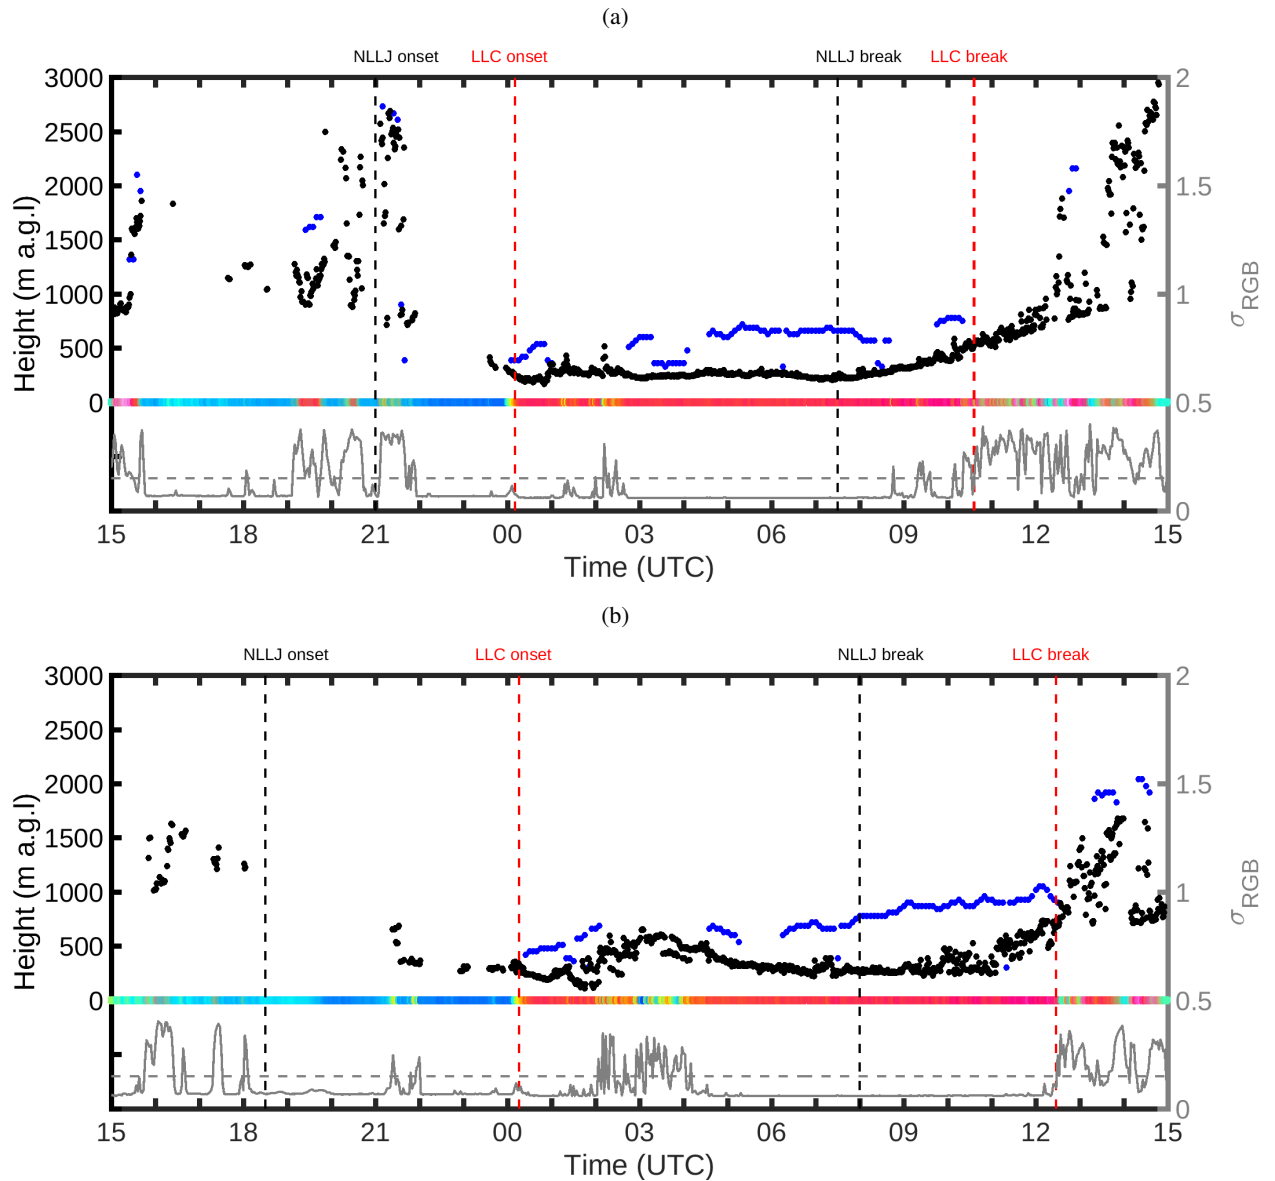 (a)
NLLJ onset LLC onset NLLJ break LLC break
3000 2
2500
2000 1.5
1500
1000 1
500
0 0.5
0
Height (m a.g.l)
σRGB
15 18 21 00 03 06 09 12 15
Time (UTC)
(b)
NLLJ onset LLC onset NLLJ break LLC break
3000 2
2500
2000 1.5
1500
1000 1
500
0 0.5
0
Height (m a.g.l)
σRGB
15 18 21 00 03 06 09 12 15
Time (UTC)